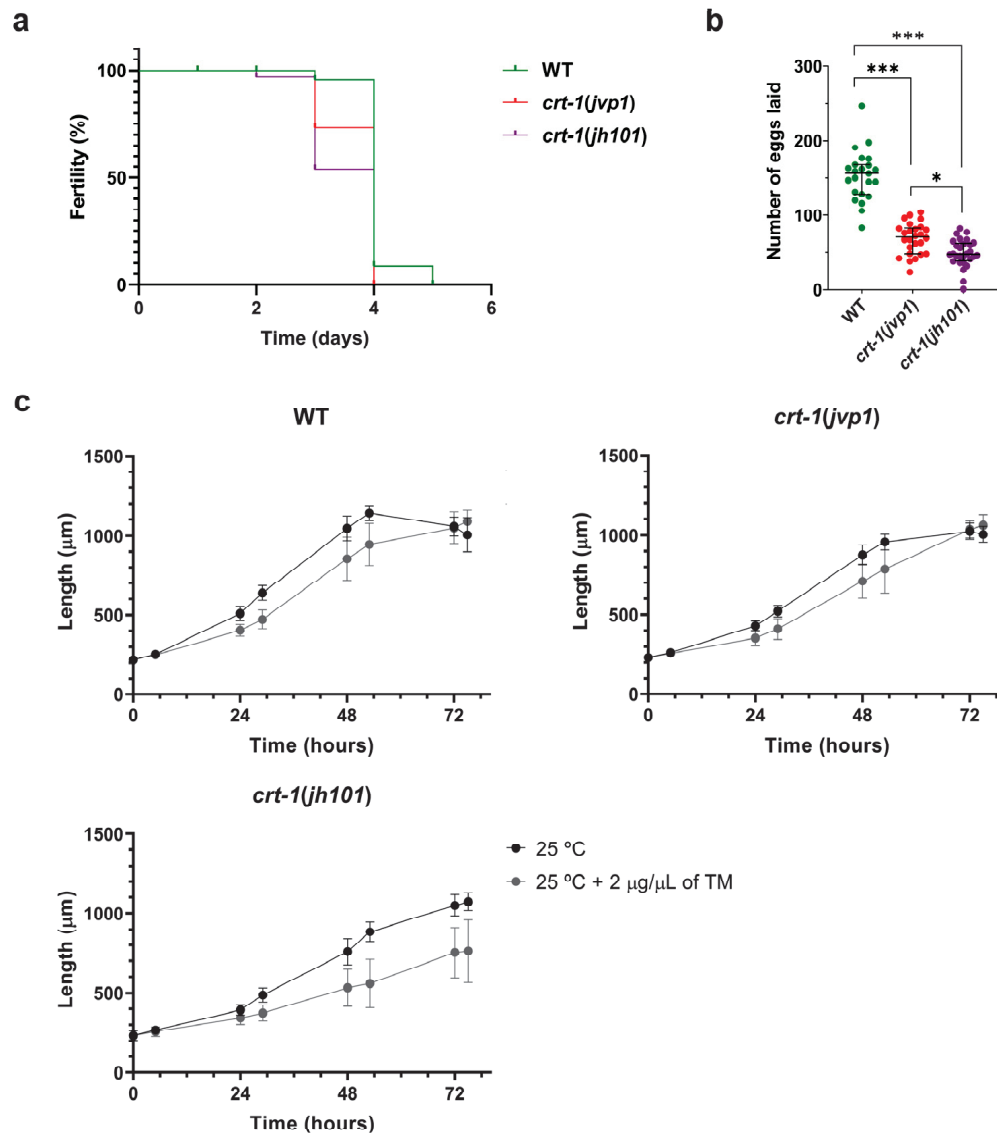 a
100
50
0
Fertility (%)
0
2
4
6
Time (days)
WT
crt-1(jvp1)
crt-1(jh101)
b
***
***
*
300
200
100
0
Number of eggs laid
WT
crt-1(jvp1)
crt-1(jh101)
c
WT
1500
1000
500
0
Length (μm)
0
24
48
72
Time (hours)
crt-1(jvp1)
1500
1000
500
0
Length (μm)
0
24
48
72
Time (hours)
crt-1(jh101)
1500
1000
500
0
Length (μm)
0
24
48
72
Time (hours)
25 ºC
25 ºC + 2 μg/μL of TM